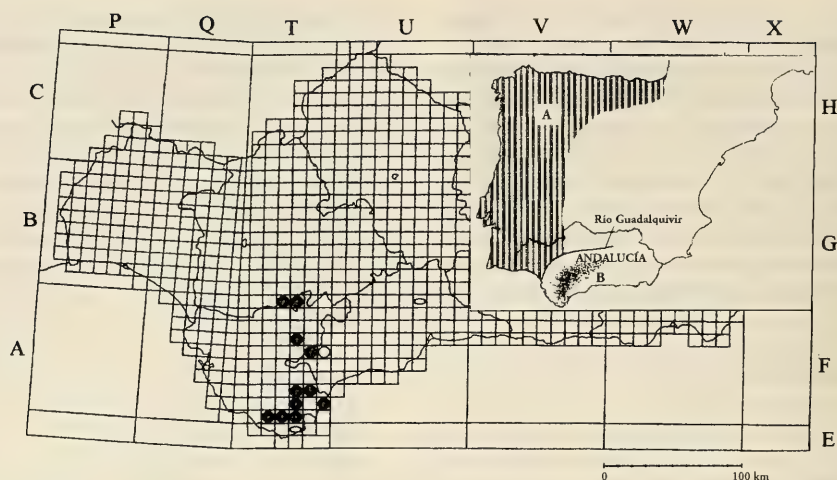 P Q T U V W X
C
H
A
Río Guadalquivir
B
G
ANDALUCÍA
B
A
F
E
0 100 km